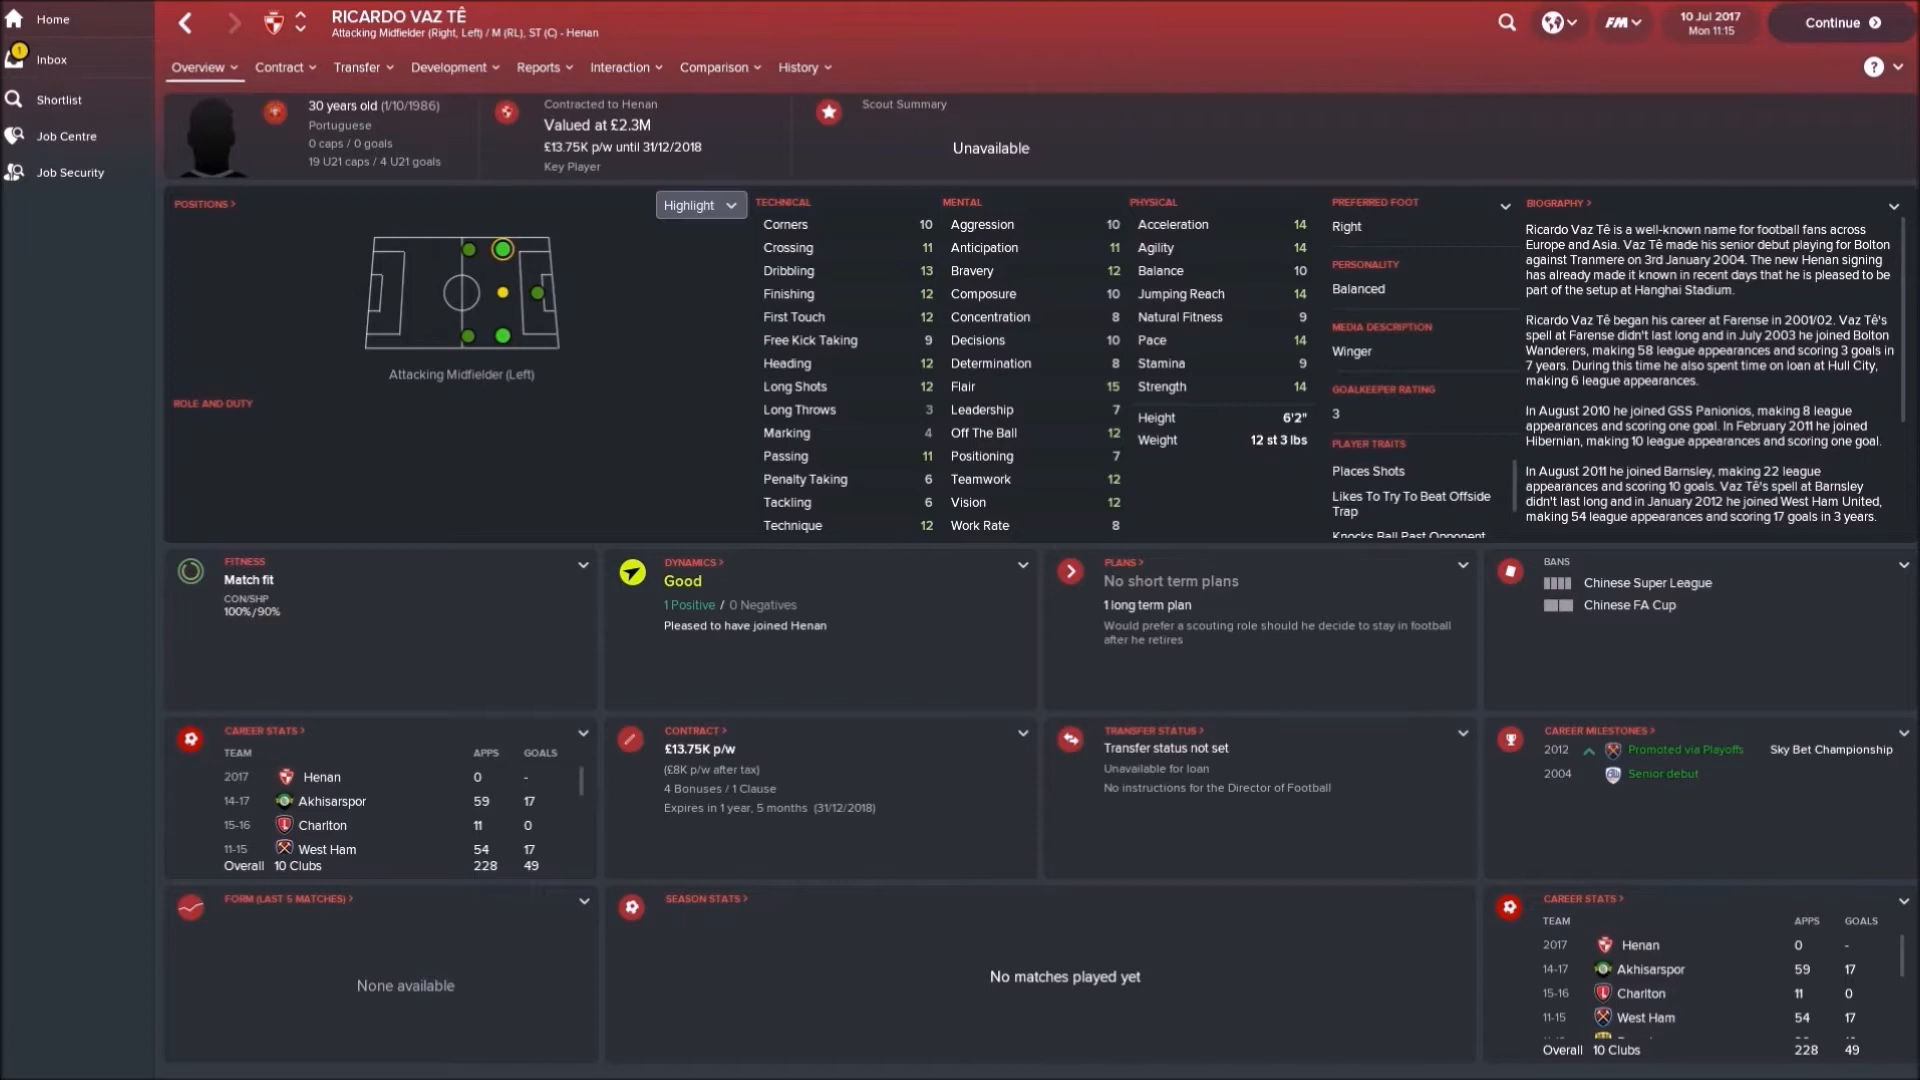 Home
Inbox
1
Shortlist
Job Centre
Job Security
RICARDO VAZ TÊ
Attacking Midfielder (Right, Left) / M (RL), ST (C) - Henan
FM
10 Jul 2017
Mon 11:15
Continue
Overview Contract Transfer Development Reports Interaction Comparison History
?
30 years old (1/10/1986)
Portuguese
0 caps / 0 goals
19 U21 caps / 4 U21 goals
Contracted to Henan
Valued at £2.3M
£13.75K p/w until 31/12/2018
Key Player
Scout Summary
Unavailable
POSITIONS >
Highlight
Attacking Midfielder (Left)
ROLE AND DUTY
TECHNICAL
Corners 10
Crossing 11
Dribbling 13
Finishing 12
First Touch 12
Free Kick Taking 9
Heading 12
Long Shots 12
Long Throws 3
Marking 4
Passing 11
Penalty Taking 6
Tackling 6
Technique 12
MENTAL
Aggression 10
Anticipation 11
Bravery 12
Composure 10
Concentration 8
Decisions 10
Determination 8
Flair 15
Leadership 7
Off The Ball 12
Positioning 7
Teamwork 12
Vision 12
Work Rate 8
PHYSICAL
Acceleration 14
Agility 14
Balance 10
Jumping Reach 14
Natural Fitness 9
Pace 14
Stamina 9
Strength 14
Height 6'2"
Weight 12 st 3 lbs
PREFERRED FOOT
Right
PERSONALITY
Balanced
MEDIA DESCRIPTION
Winger
GOALKEEPER RATING
3
PLAYER TRAITS
Places Shots
Likes To Try To Beat Offside
Trap
Knocks Ball Past Opponent
BIOGRAPHY >
Ricardo Vaz Tê is a well-known name for football fans across
Europe and Asia. Vaz Tê made his senior debut playing for Bolton
against Tranmere on 3rd January 2004. The new Henan signing
has already made it known in recent days that he is pleased to be
part of the setup at Hanghai Stadium.
Ricardo Vaz Tê began his career at Farense in 2001/02. Vaz Tê's
spell at Farense didn't last long and in July 2003 he joined Bolton
Wanderers, making 58 league appearances and scoring 3 goals in
7 years. During this time he also spent time on loan at Hull City,
making 6 league appearances.
In August 2010 he joined GSS Panionios, making 8 league
appearances and scoring one goal. In February 2011 he joined
Hibernian, making 10 league appearances and scoring one goal.
In August 2011 he joined Barnsley, making 22 league
appearances and scoring 10 goals. Vaz Tê's spell at Barnsley
didn't last long and in January 2012 he joined West Ham United,
making 54 league appearances and scoring 17 goals in 3 years.
FITNESS
Match fit
CON/SHP
100%/90%
DYNAMICS >
Good
1 Positive / 0 Negatives
Pleased to have joined Henan
PLANS >
No short term plans
1 long term plan
Would prefer a scouting role should he decide to stay in football
after he retires
BANS
Chinese Super League
Chinese FA Cup
CAREER STATS >
TEAM APPS GOALS
2017 Henan 0 -
14-17 Akhisarspor 59 17
15-16 Charlton 11 0
11-15 West Ham 54 17
Overall 10 Clubs 228 49
CONTRACT >
£13.75K p/w
(£8K p/w after tax)
4 Bonuses / 1 Clause
Expires in 1 year, 5 months (31/12/2018)
TRANSFER STATUS >
Transfer status not set
Unavailable for loan
No instructions for the Director of Football
CAREER MILESTONES >
2012 Promoted via Playoffs Sky Bet Championship
2004 Senior debut
FORM (LAST 5 MATCHES) >
None available
SEASON STATS >
No matches played yet
CAREER STATS >
TEAM APPS GOALS
2017 Henan 0 -
14-17 Akhisarspor 59 17
15-16 Charlton 11 0
11-15 West Ham 54 17
Overall 10 Clubs 228 49